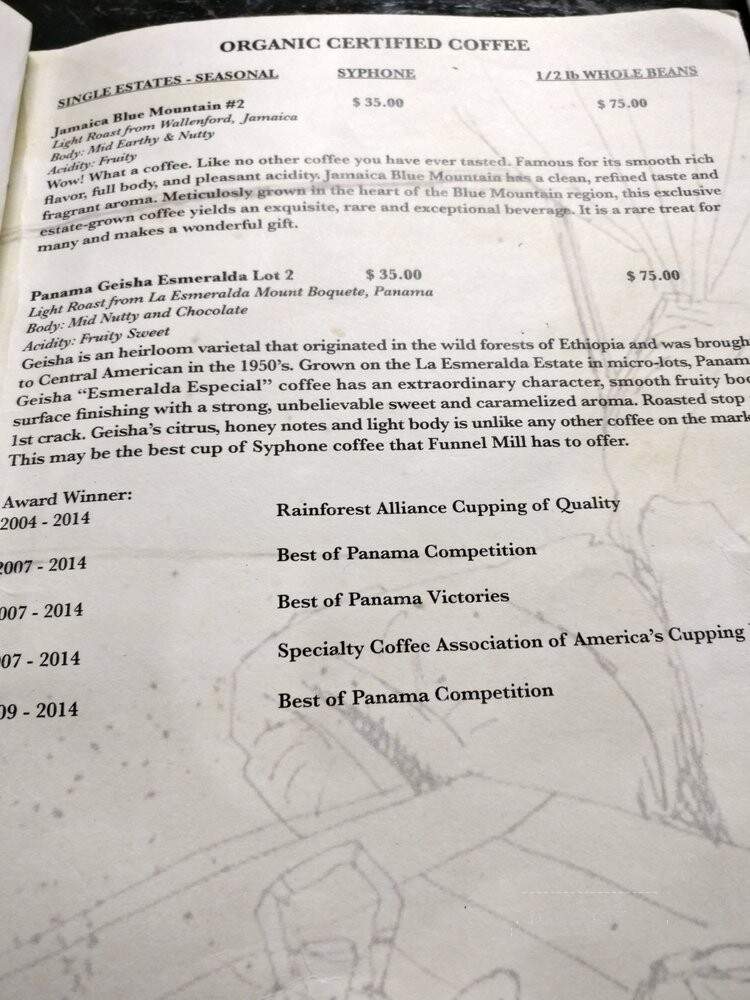 ORGANIC CERTIFIED COFFEE
SINGLE ESTATES - SEASONAL SYPHONE 1/2 lb WHOLE BEANS
Jamaica Blue Mountain #2 $ 35.00 $ 75.00
Light Roast from Wallenford, Jamaica
Body: Mid Earthy & Nutty
Acidity: Fruity
Wow! What a coffee. Like no other coffee you have ever tasted. Famous for its smooth rich
flavor, full body, and pleasant acidity. Jamaica Blue Mountain has a clean, refined taste and
fragrant aroma. Meticulosly grown in the heart of the Blue Mountain region, this exclusive
estate-grown coffee yields an exquisite, rare and exceptional beverage. It is a rare treat for
many and makes a wonderful gift.
Panama Geisha Esmeralda Lot 2 $ 35.00 $ 75.00
Light Roast from La Esmeralda Mount Boquete, Panama
Body: Mid Nutty and Chocolate
Acidity: Fruity Sweet
Geisha is an heirloom varietal that originated in the wild forests of Ethiopia and was brough
to Central American in the 1950's. Grown on the La Esmeralda Estate in micro-lots, Panam
Geisha "Esmeralda Especial" coffee has an extraordinary character, smooth fruity bo
surface finishing with a strong, unbelievable sweet and caramelized aroma. Roasted stop
1st crack. Geisha's citrus, honey notes and light body is unlike any other coffee on the mark
This may be the best cup of Syphone coffee that Funnel Mill has to offer.
Award Winner:
2004 - 2014 Rainforest Alliance Cupping of Quality
2007 - 2014 Best of Panama Competition
007 - 2014 Best of Panama Victories
07 - 2014 Specialty Coffee Association of America's Cupping
09 - 2014 Best of Panama Competition